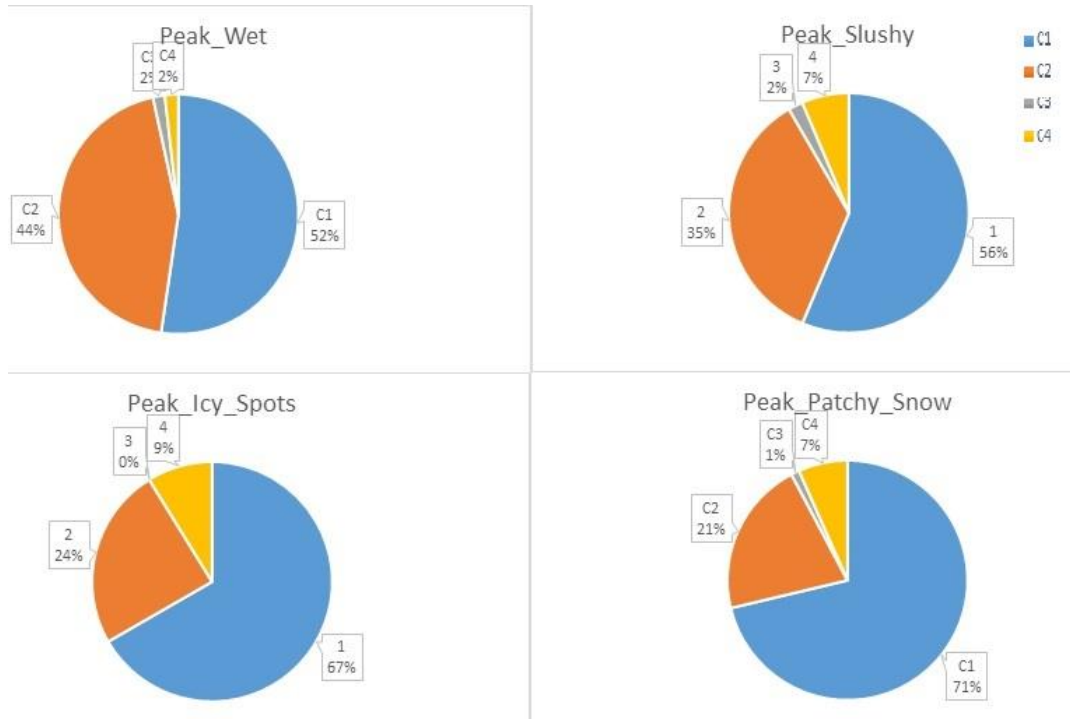 Peak_Wet
C3
2%
C4
2%
C2
44%
C1
52%
Peak_Slushy
3
2%
4
7%
2
35%
1
56%
C1
C2
C3
C4
Peak_Icy_Spots
3
0%
4
9%
2
24%
1
67%
Peak_Patchy_Snow
C3
1%
C4
7%
C2
21%
C1
71%